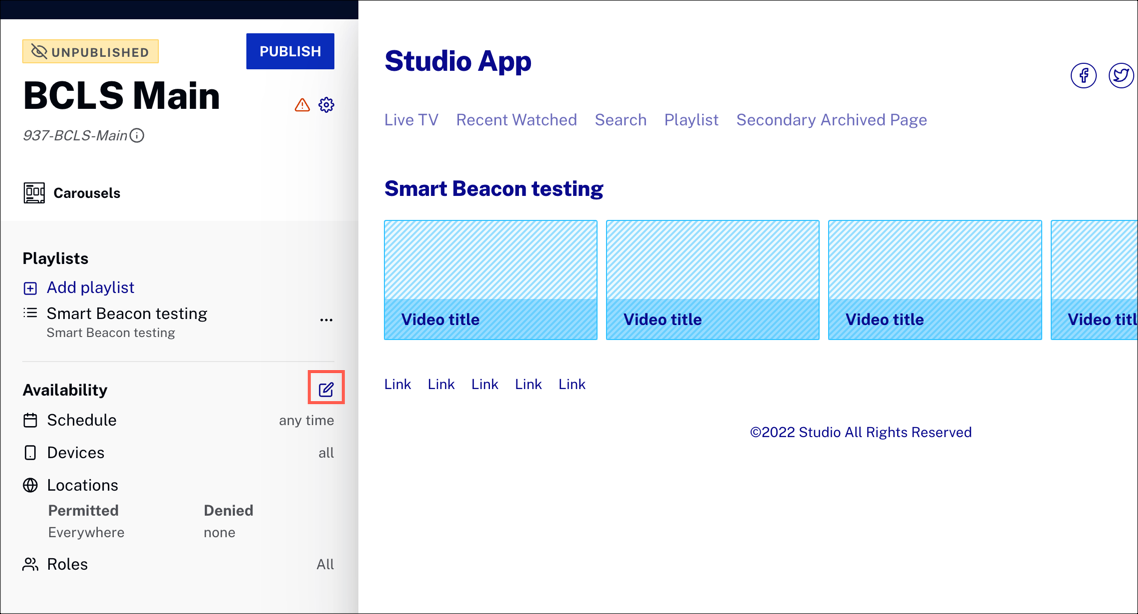 UNPUBLISHED
PUBLISH
BCLS Main
937-BCLS-Main
Carousels
Playlists
Add playlist
Smart Beacon testing
Smart Beacon testing
...
Availability
Schedule any time
Devices all
Locations
Permitted Denied
Everywhere none
Roles All
Studio App
Live TV Recent Watched Search Playlist Secondary Archived Page
Smart Beacon testing
Video title Video title Video title Video titl
Link Link Link Link Link
©2022 Studio All Rights Reserved